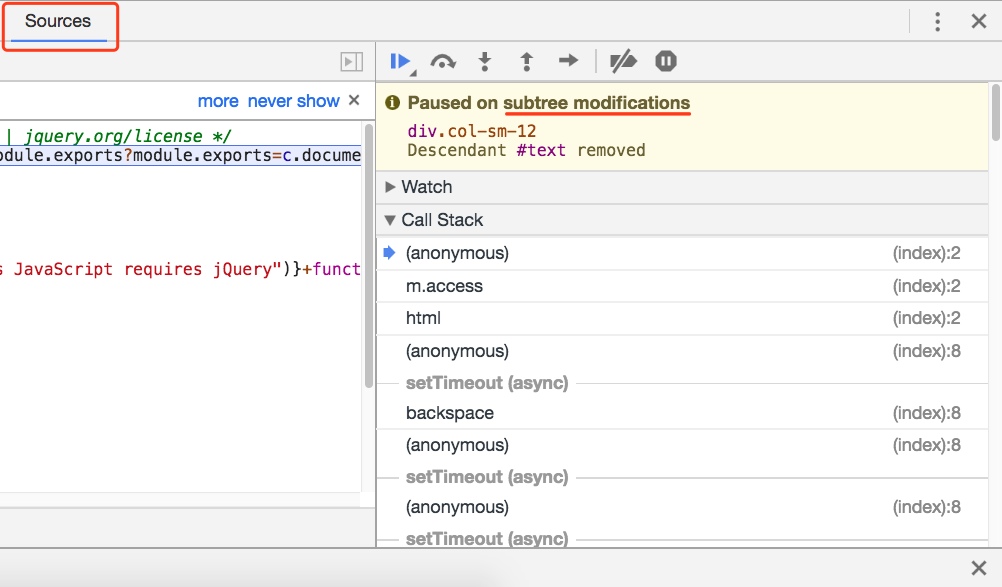 Sources
more never show ×
| jquery.org/license */
odule.exports?module.exports=c.docume
s JavaScript requires jQuery")}+funct
Paused on subtree modifications
div.col-sm-12
Descendant #text removed
Watch
Call Stack
(anonymous) (index):2
m.access (index):2
html (index):2
(anonymous) (index):8
setTimeout (async)
backspace (index):8
(anonymous) (index):8
setTimeout (async)
(anonymous) (index):8
setTimeout (async)